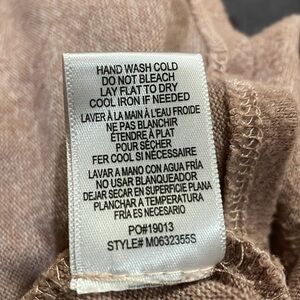 HAND WASH COLD
DO NOT BLEACH
LAY FLAT TO DRY
COOL IRON IF NEEDED
LAVER À LA MAIN À L'EAU FROIDE
NE PAS BLANCHIR
ÉTENDRE À PLAT
POUR SÉCHER
FER COOL SI NÉCESSAIRE
LAVAR A MANO CON AGUA FRÍA
NO USAR BLANQUEADOR
DEJAR SECAR EN SUPERFICIE PLANA
PLANCHAR A TEMPERATURA
FRÍA ES NECESARIO
PO#19013
STYLE# M0632355S